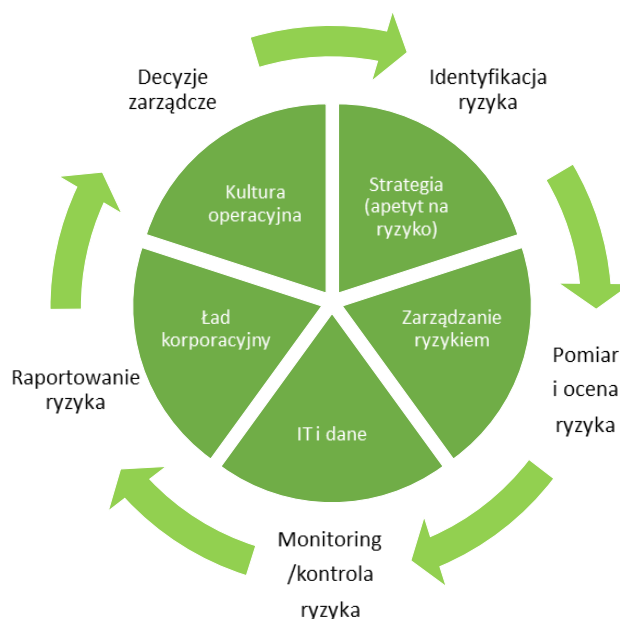 Decyzje
zarządcze
Identyfikacja
ryzyka
Kultura
operacyjna
Strategia
(apetyt na
ryzyko)
Ład
korporacyjny
Zarządzanie
ryzykiem
IT i dane
Raportowanie
ryzyka
Pomiar
i ocena
ryzyka
Monitoring
/kontrola
ryzyka